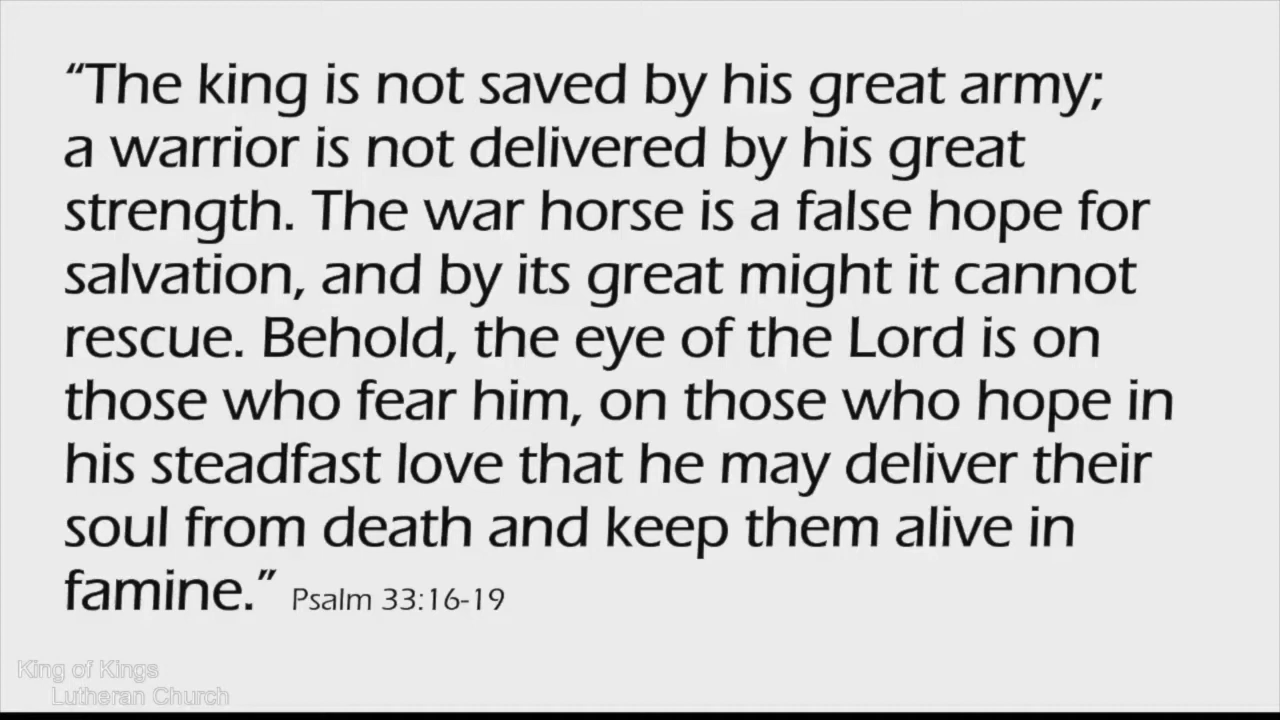 “The king is not saved by his great army;
a warrior is not delivered by his great
strength. The war horse is a false hope for
salvation, and by its great might it cannot
rescue. Behold, the eye of the Lord is on
those who fear him, on those who hope in
his steadfast love that he may deliver their
soul from death and keep them alive in
famine.” Psalm 33:16-19
King of Kings
Lutheran Church